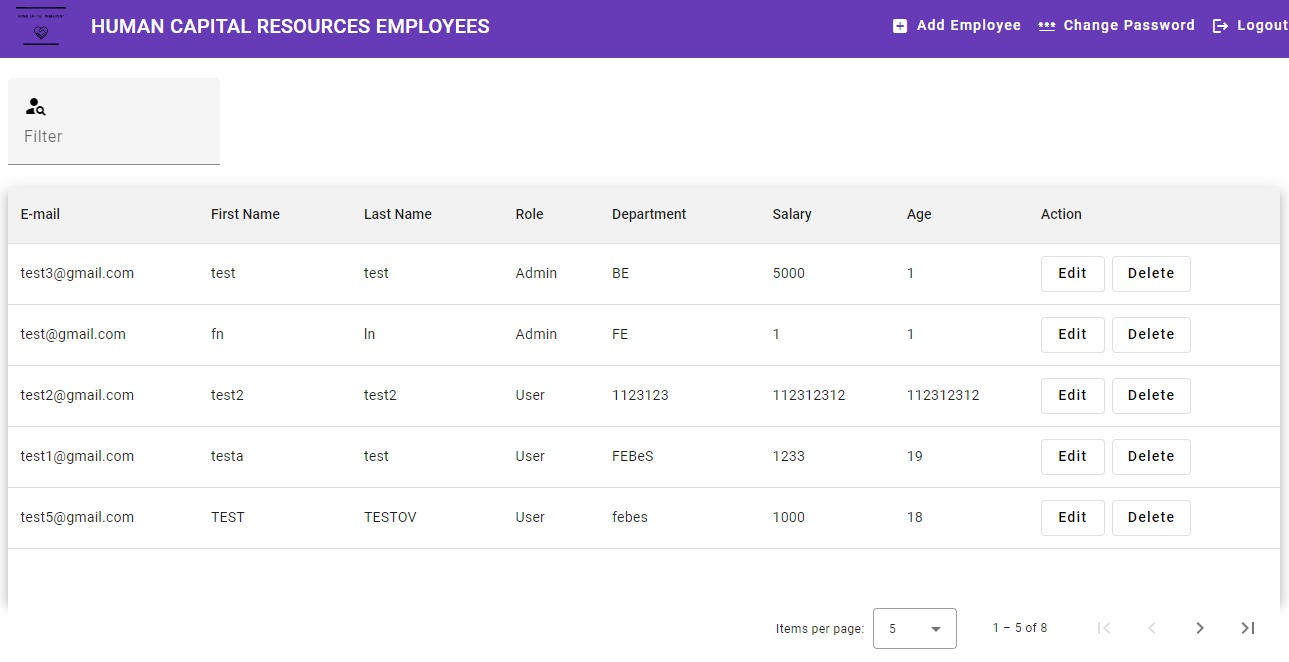 HUMAN CAPITAL RESOURCES EMPLOYEES Add Employee *** Change Password Logout
Filter
E-mail First Name Last Name Role Department Salary Age Action
test3@gmail.com test test Admin BE 5000 1 Edit Delete
test@gmail.com fn ln Admin FE 1 1 Edit Delete
test2@gmail.com test2 test2 User 1123123 112312312 112312312 Edit Delete
test1@gmail.com testa test User FEBeS 1233 19 Edit Delete
test5@gmail.com TEST TESTOV User febes 1000 18 Edit Delete
Items per page: 5 1 – 5 of 8